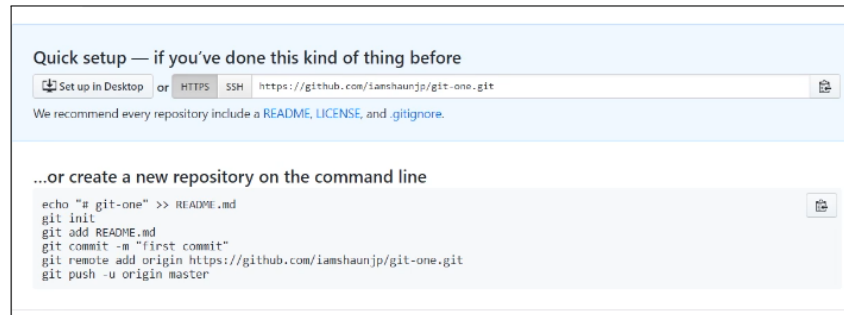 Quick setup — if you've done this kind of thing before
Set up in Desktop or HTTPS SSH https://github.com/iamshaunjp/git-one.git
We recommend every repository include a README, LICENSE, and .gitignore.
...or create a new repository on the command line
echo "# git-one" >> README.md
git init
git add README.md
git commit -m "first commit"
git remote add origin https://github.com/iamshaunjp/git-one.git
git push -u origin master